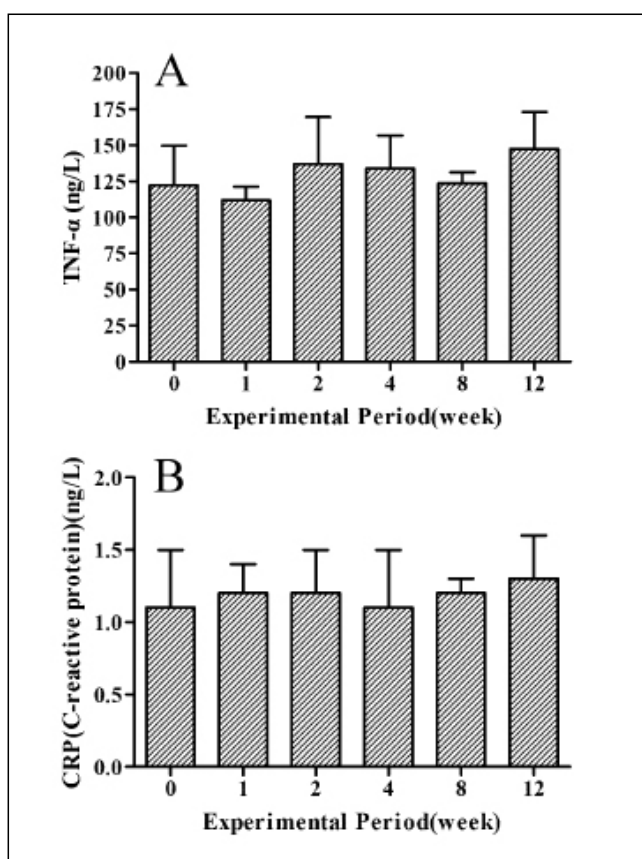 A
200
175
150
125
100
75
50
25
0
TNF-α (ng/L)
0 1 2 4 8 12
Experimental Period(week)
B
2.0
1.5
1.0
0.5
0.0
CRP(C-reactive protein)(ng/L)
0 1 2 4 8 12
Experimental Period(week)